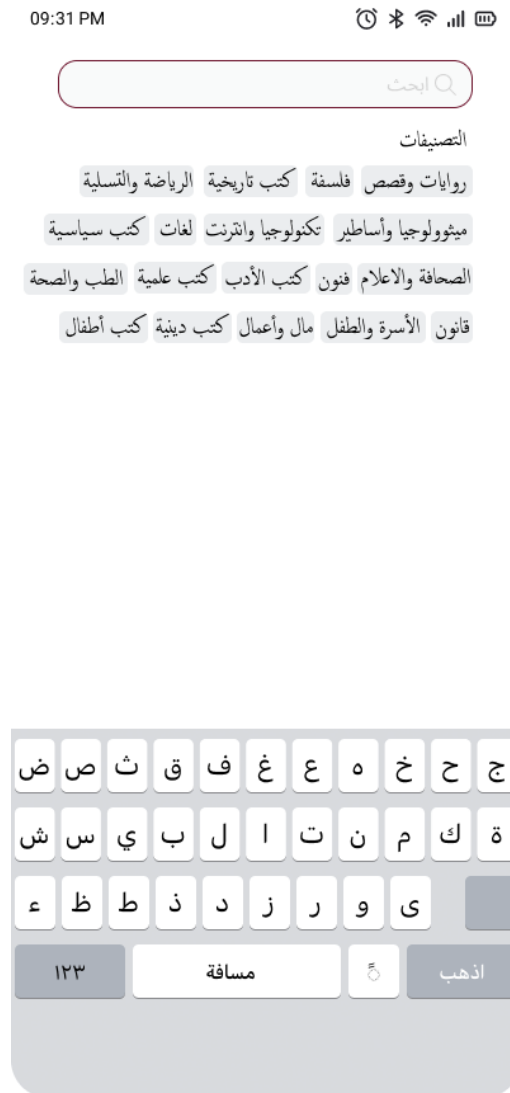 09:31 PM
ابحث
التصنيفات
روايات وقصص فلسفة كتب تاريخية الرياضة والتسلية
ميثوولوجيا وأساطير تكنولوجيا وانترنت لغات كتب سياسية
الصحافة والاعلام فنون كتب الأدب كتب علمية الطب والصحة
قانون الأسرة والطفل مال وأعمال كتب دينية كتب أطفال
ض ص ث ق ف غ ع ه خ ح ج
ش س ي ب ل ا ت ن م ك ة
ء ظ ط ذ د ز ر و ى
١٢٣ مسافة ً اذهب